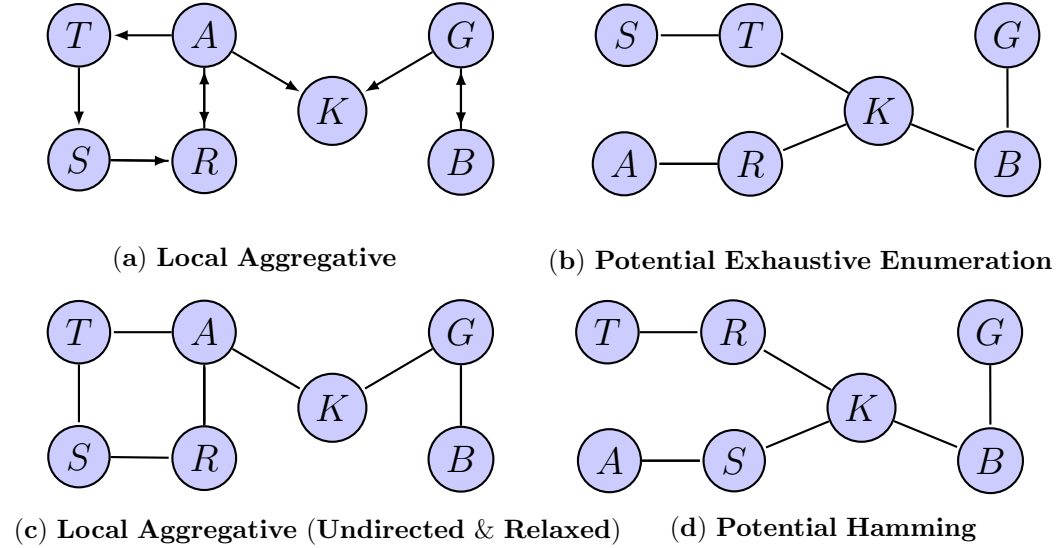 T A G
K
S R B
S T G
K
A R B
(a) Local Aggregative
(b) Potential Exhaustive Enumeration
T A G
K
S R B
T R G
K
A S B
(c) Local Aggregative (Undirected & Relaxed)
(d) Potential Hamming